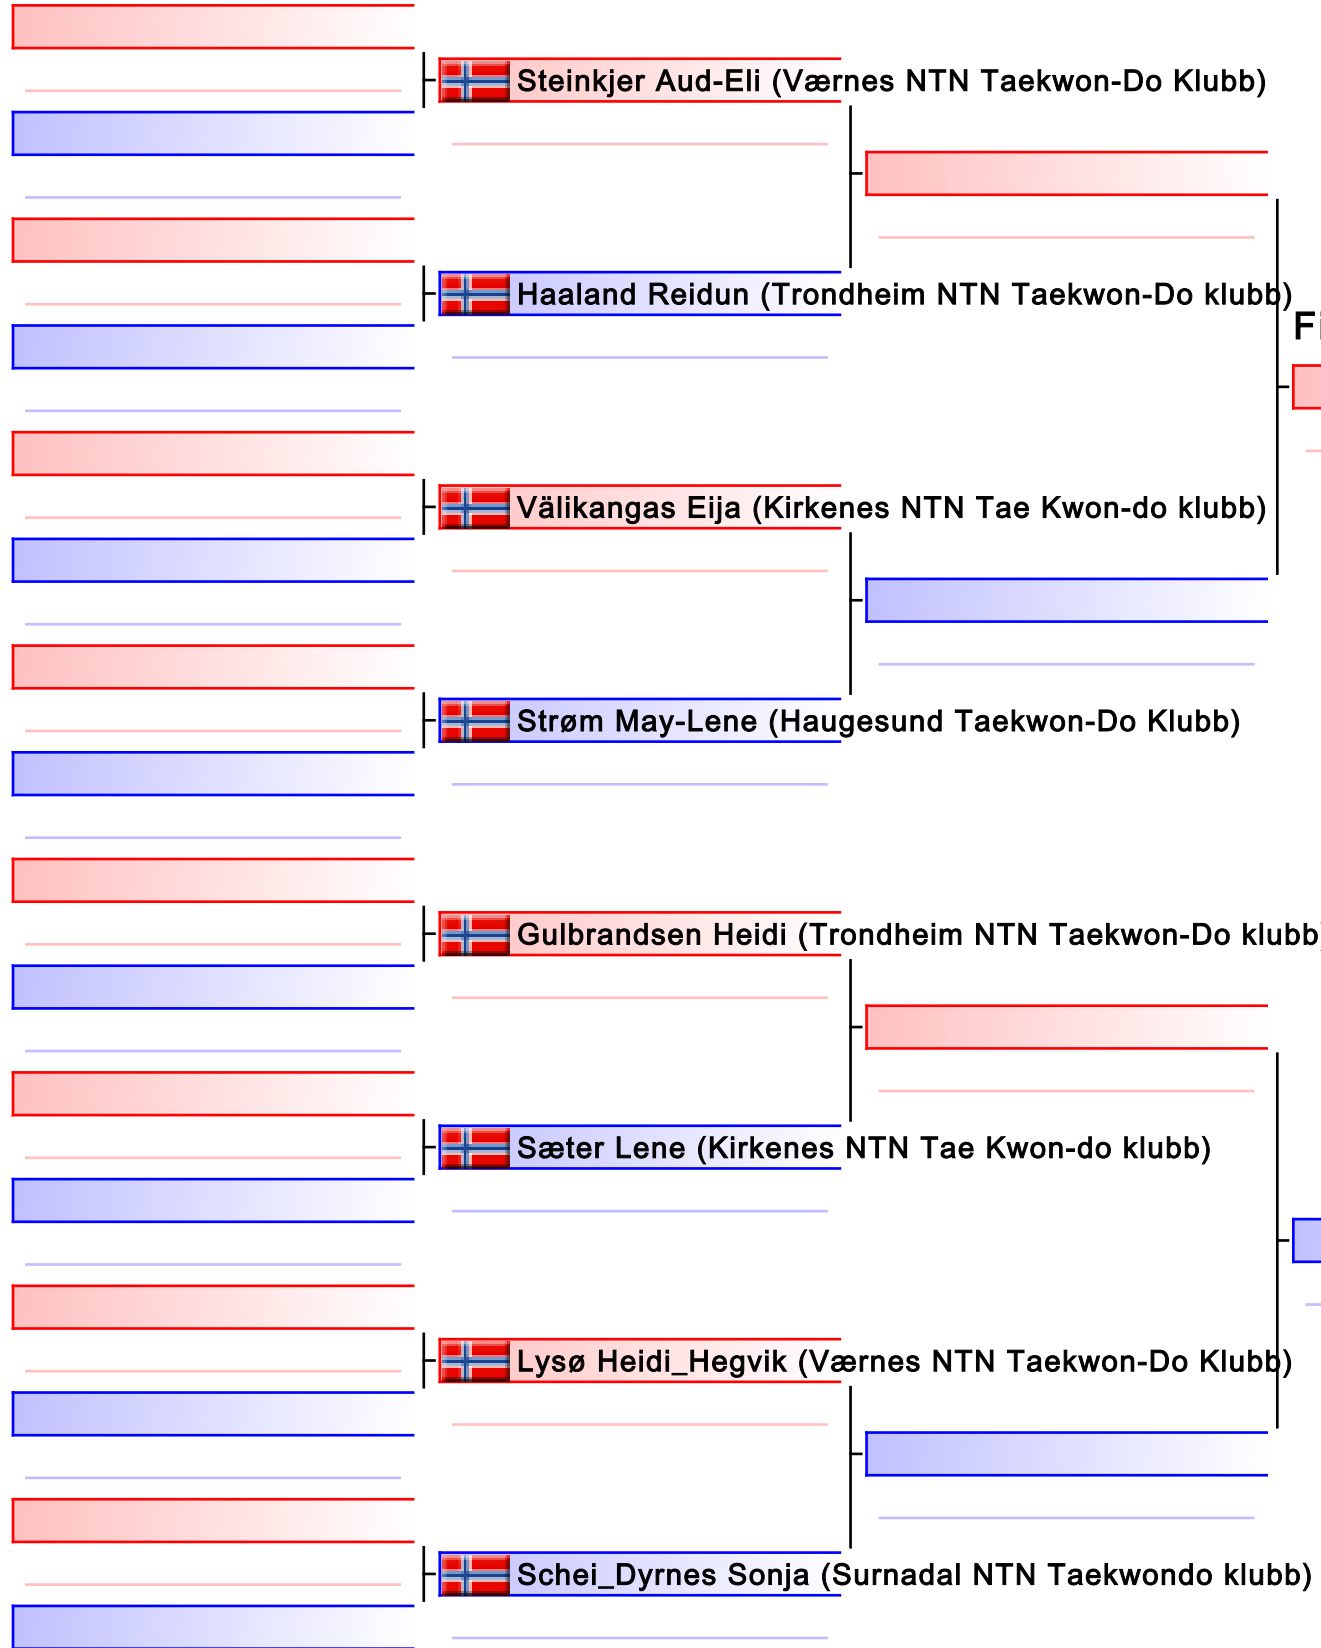 Steinkjer Aud-Eli (Værnes NTN Taekwon-Do Klubb)
Haaland Reidun (Trondheim NTN Taekwon-Do klubb)
Fi
Välikangas Eija (Kirkenes NTN Tae Kwon-do klubb)
Strøm May-Lene (Haugesund Taekwon-Do Klubb)
Gulbrandsen Heidi (Trondheim NTN Taekwon-Do klubb)
Sæter Lene (Kirkenes NTN Tae Kwon-do klubb)
Lysø Heidi_Hegvik (Værnes NTN Taekwon-Do Klubb)
Schei_Dyrnes Sonja (Surnadal NTN Taekwondo klubb)